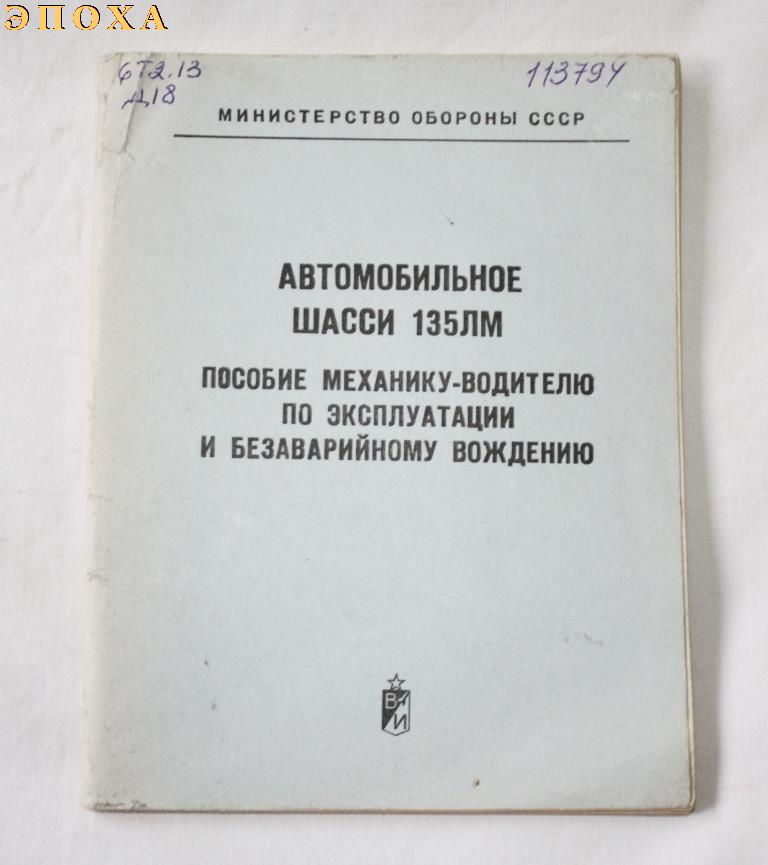 ЭПОХА
6Т2.13
Д18
113794
МИНИСТЕРСТВО ОБОРОНЫ СССР
АВТОМОБИЛЬНОЕ
ШАССИ 135ЛМ
ПОСОБИЕ МЕХАНИКУ-ВОДИТЕЛЮ
ПО ЭКСПЛУАТАЦИИ
И БЕЗАВАРИЙНОМУ ВОЖДЕНИЮ
В
И